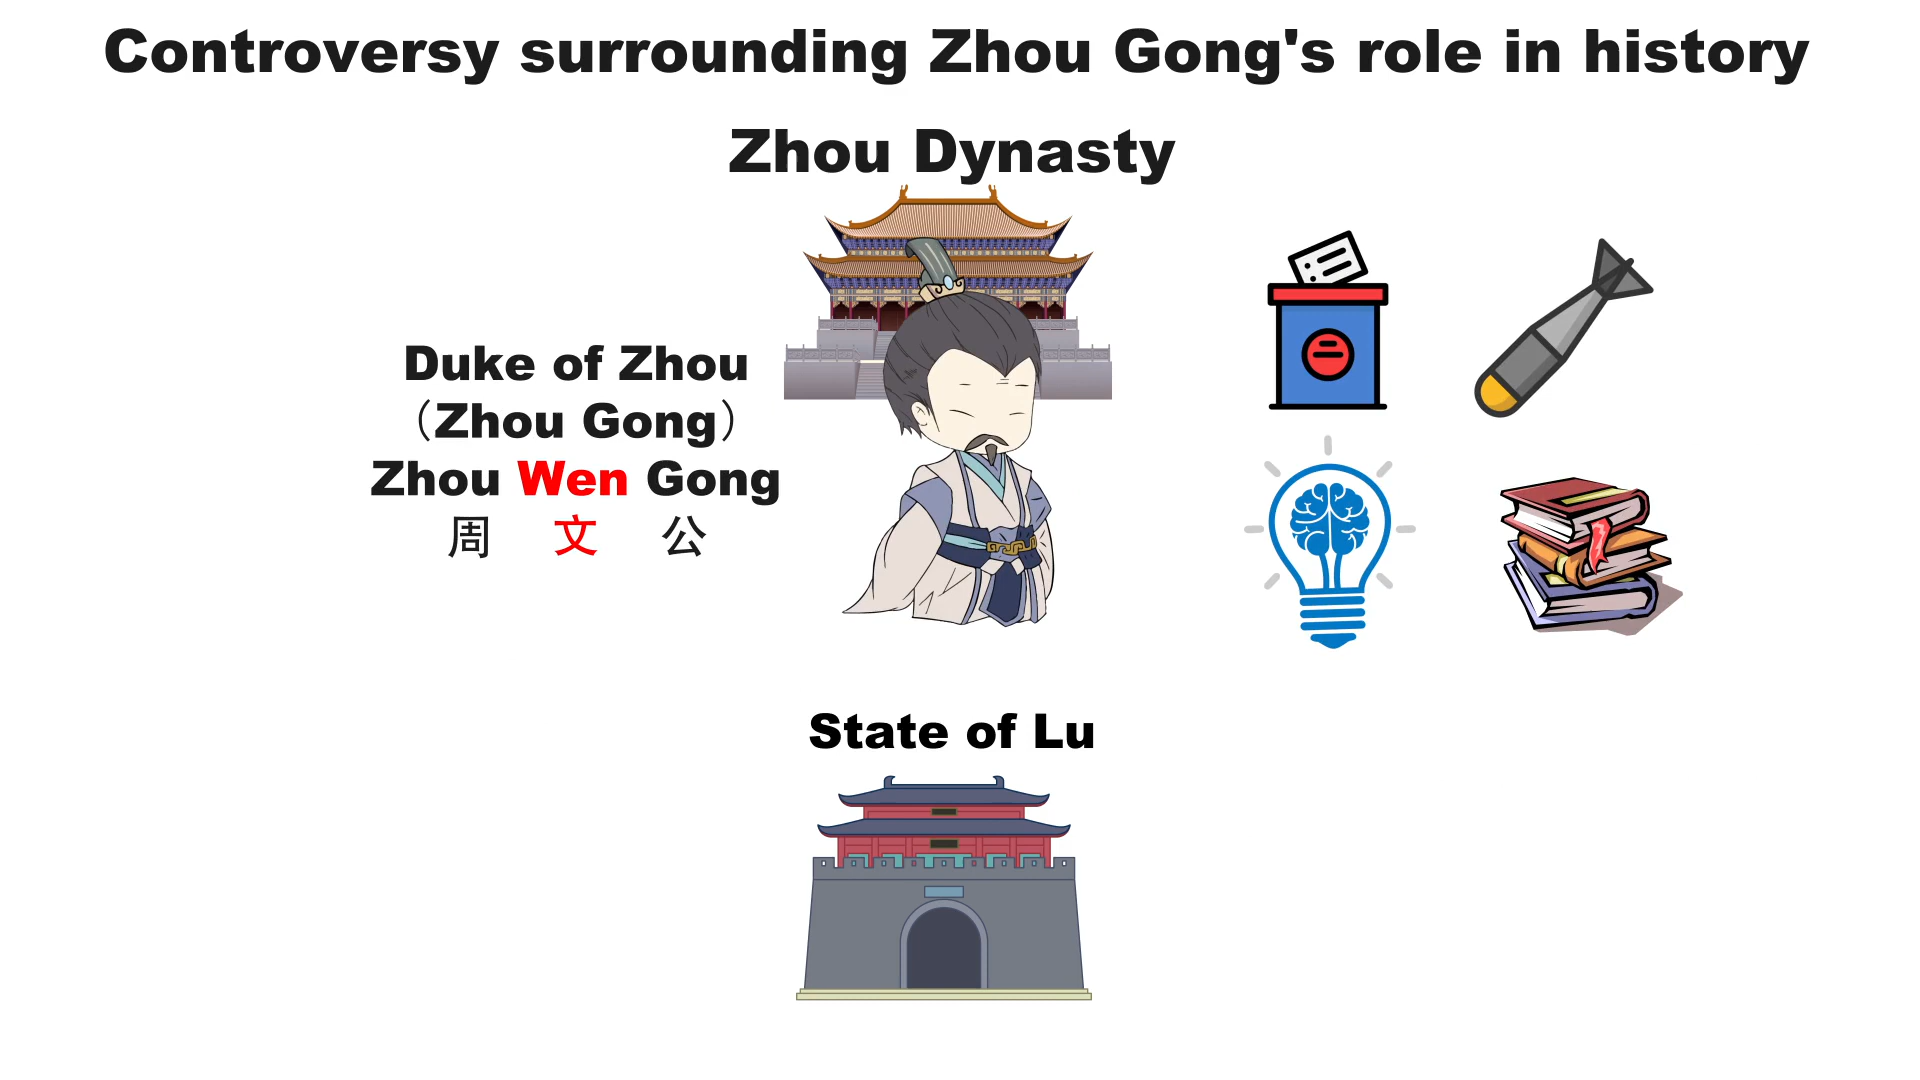 Controversy surrounding Zhou Gong's role in history
Zhou Dynasty
Duke of Zhou
（Zhou Gong）
Zhou Wen Gong
周 文 公
State of Lu